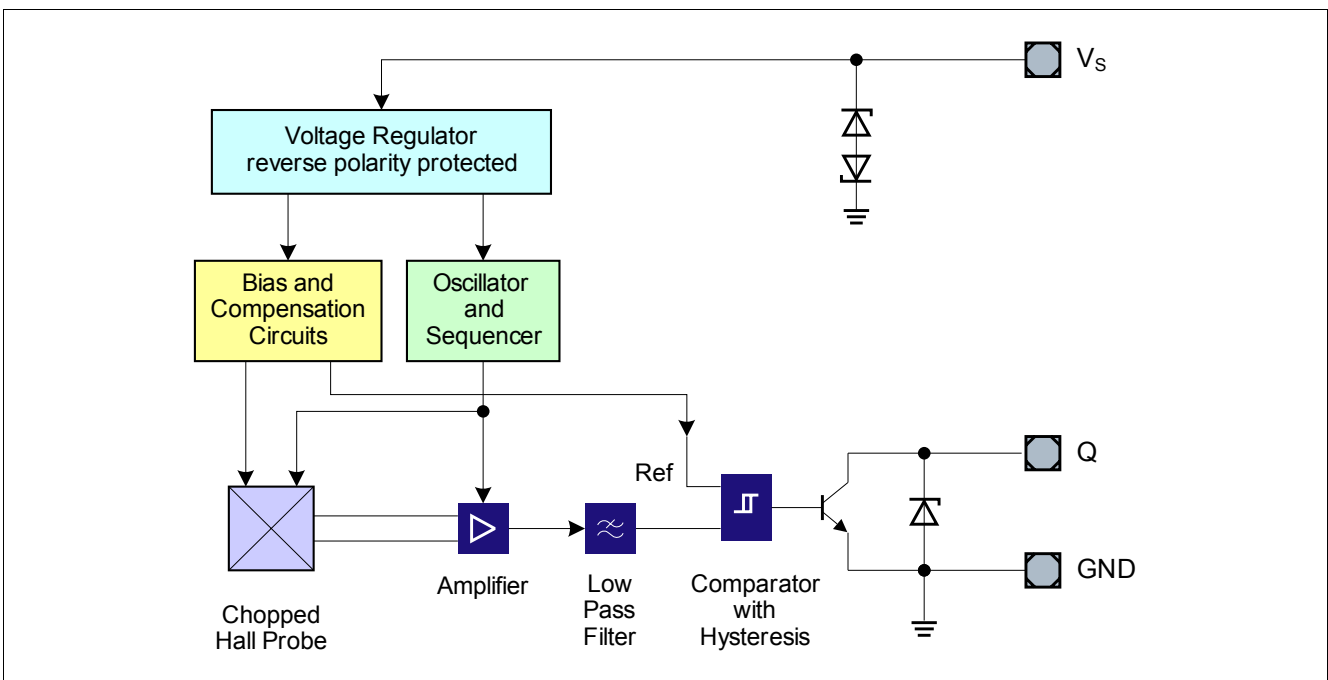 V_S
Voltage Regulator
reverse polarity protected
Bias and
Compensation
Circuits
Oscillator
and
Sequencer
Ref
Q
GND
Amplifier
Low
Pass
Filter
Comparator
with
Hysteresis
Chopped
Hall Probe